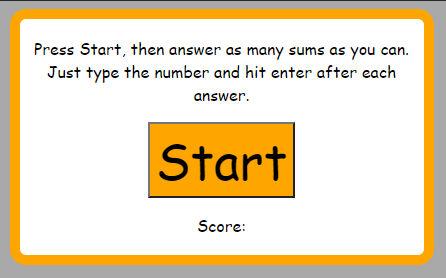 Press Start, then answer as many sums as you can.
Just type the number and hit enter after each
answer.
Start
Score: